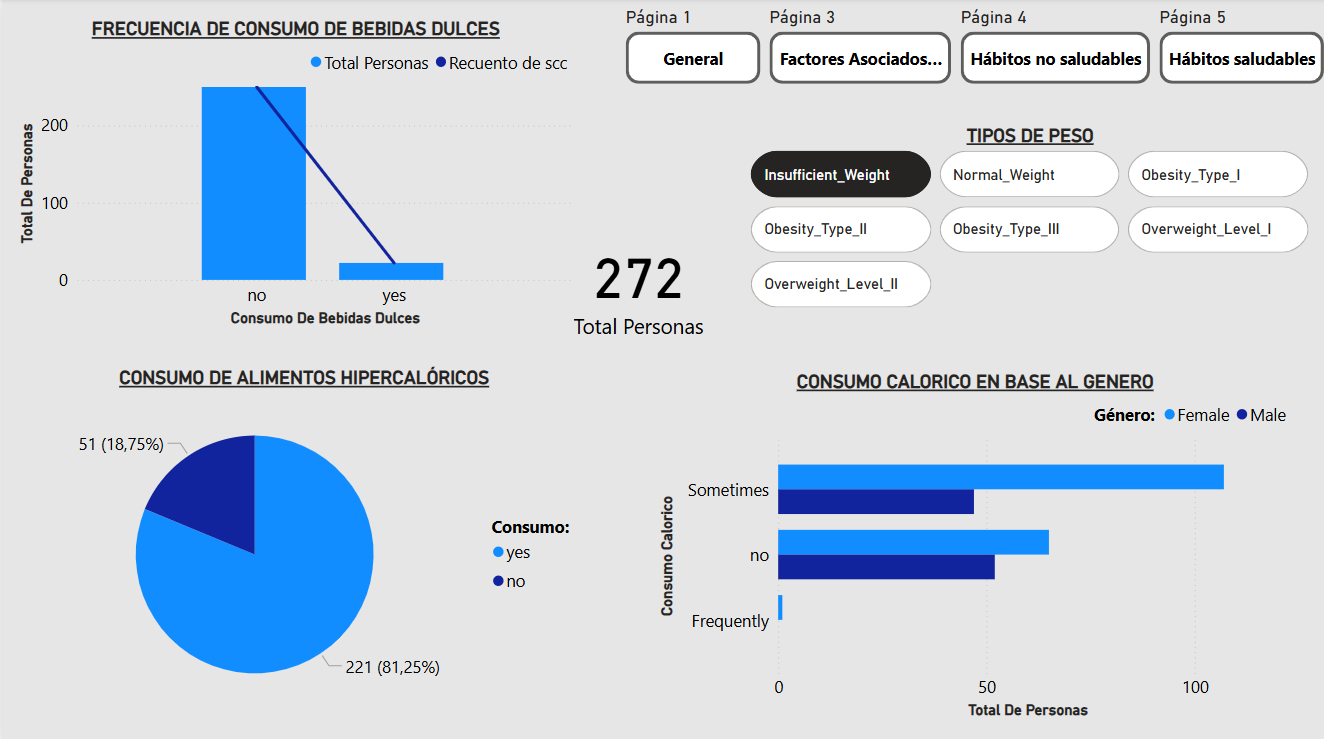 FRECUENCIA DE CONSUMO DE BEBIDAS DULCES
Total Personas Recuento de scc
Total De Personas
200
100
0
no yes
Consumo De Bebidas Dulces
Página 1 Página 3 Página 4 Página 5
General Factores Asociados... Hábitos no saludables Hábitos saludables
TIPOS DE PESO
Insufficient_Weight Normal_Weight Obesity_Type_I
Obesity_Type_II Obesity_Type_III Overweight_Level_I
Overweight_Level_II
272
Total Personas
CONSUMO DE ALIMENTOS HIPERCALÓRICOS
51 (18,75%)
221 (81,25%)
Consumo:
yes
no
CONSUMO CALORICO EN BASE AL GENERO
Género: Female Male
Consumo Calorico
Sometimes
no
Frequently
0 50 100
Total De Personas